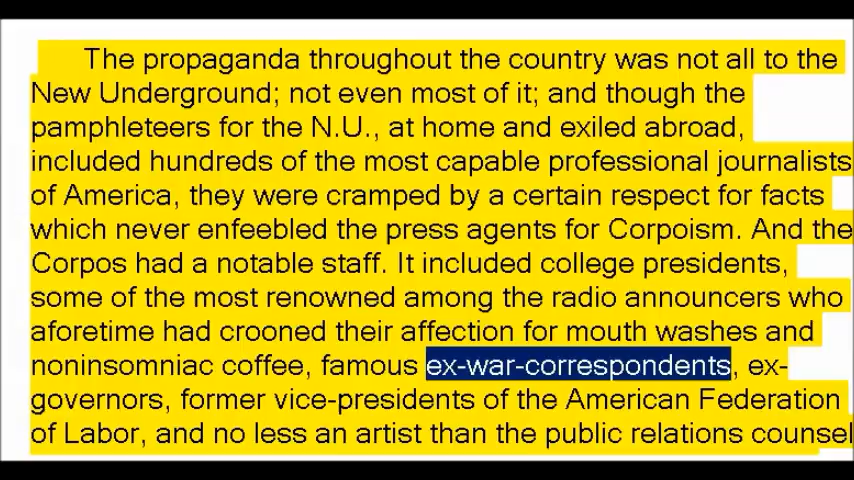 The propaganda throughout the country was not all to the
New Underground; not even most of it; and though the
pamphleteers for the N.U., at home and exiled abroad,
included hundreds of the most capable professional journalists
of America, they were cramped by a certain respect for facts
which never enfeebled the press agents for Corpoism. And the
Corpos had a notable staff. It included college presidents,
some of the most renowned among the radio announcers who
aforetime had crooned their affection for mouth washes and
noninsomniac coffee, famous ex-war-correspondents, ex-
governors, former vice-presidents of the American Federation
of Labor, and no less an artist than the public relations counsel